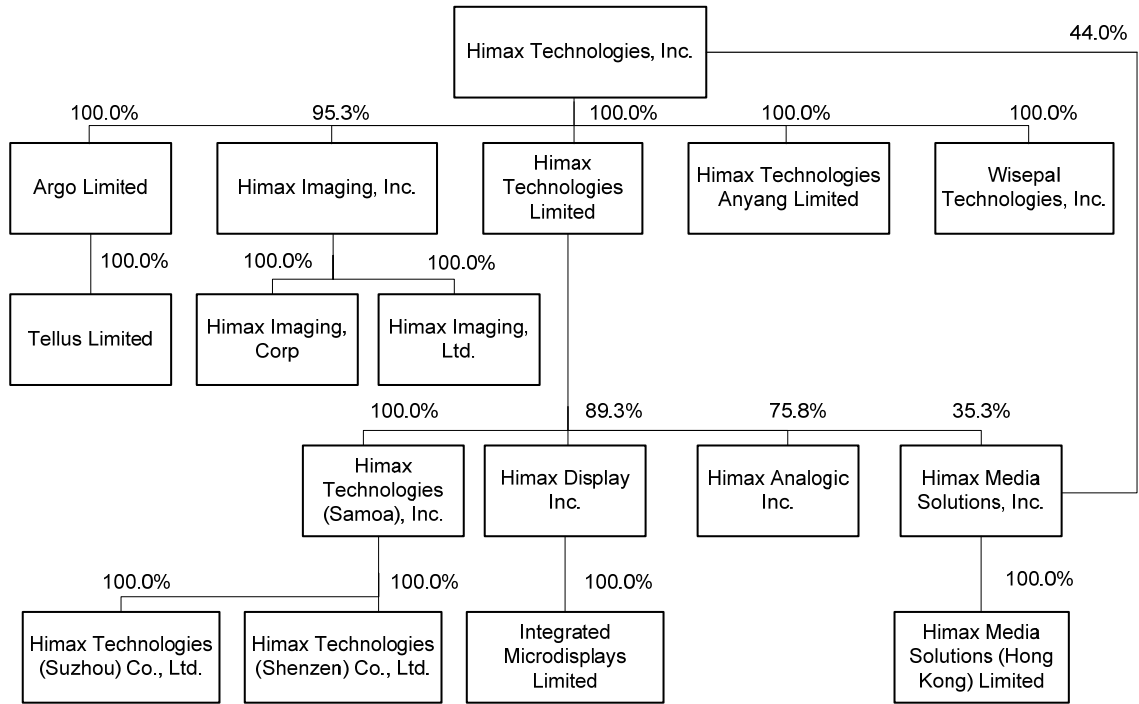 Himax Technologies, Inc.
44.0%
100.0%
95.3%
100.0%
100.0%
100.0%
Argo Limited
Himax Imaging, Inc.
Himax
Technologies
Limited
Himax Technologies
Anyang Limited
Wisepal
Technologies, Inc.
100.0%
100.0%
100.0%
Tellus Limited
Himax Imaging,
Corp
Himax Imaging,
Ltd.
100.0%
89.3%
75.8%
35.3%
Himax
Technologies
(Samoa), Inc.
Himax Display
Inc.
Himax Analogic
Inc.
Himax Media
Solutions, Inc.
100.0%
100.0%
100.0%
100.0%
Himax Technologies
(Suzhou) Co., Ltd.
Himax Technologies
(Shenzen) Co., Ltd.
Integrated
Microdisplays
Limited
Himax Media
Solutions (Hong
Kong) Limited